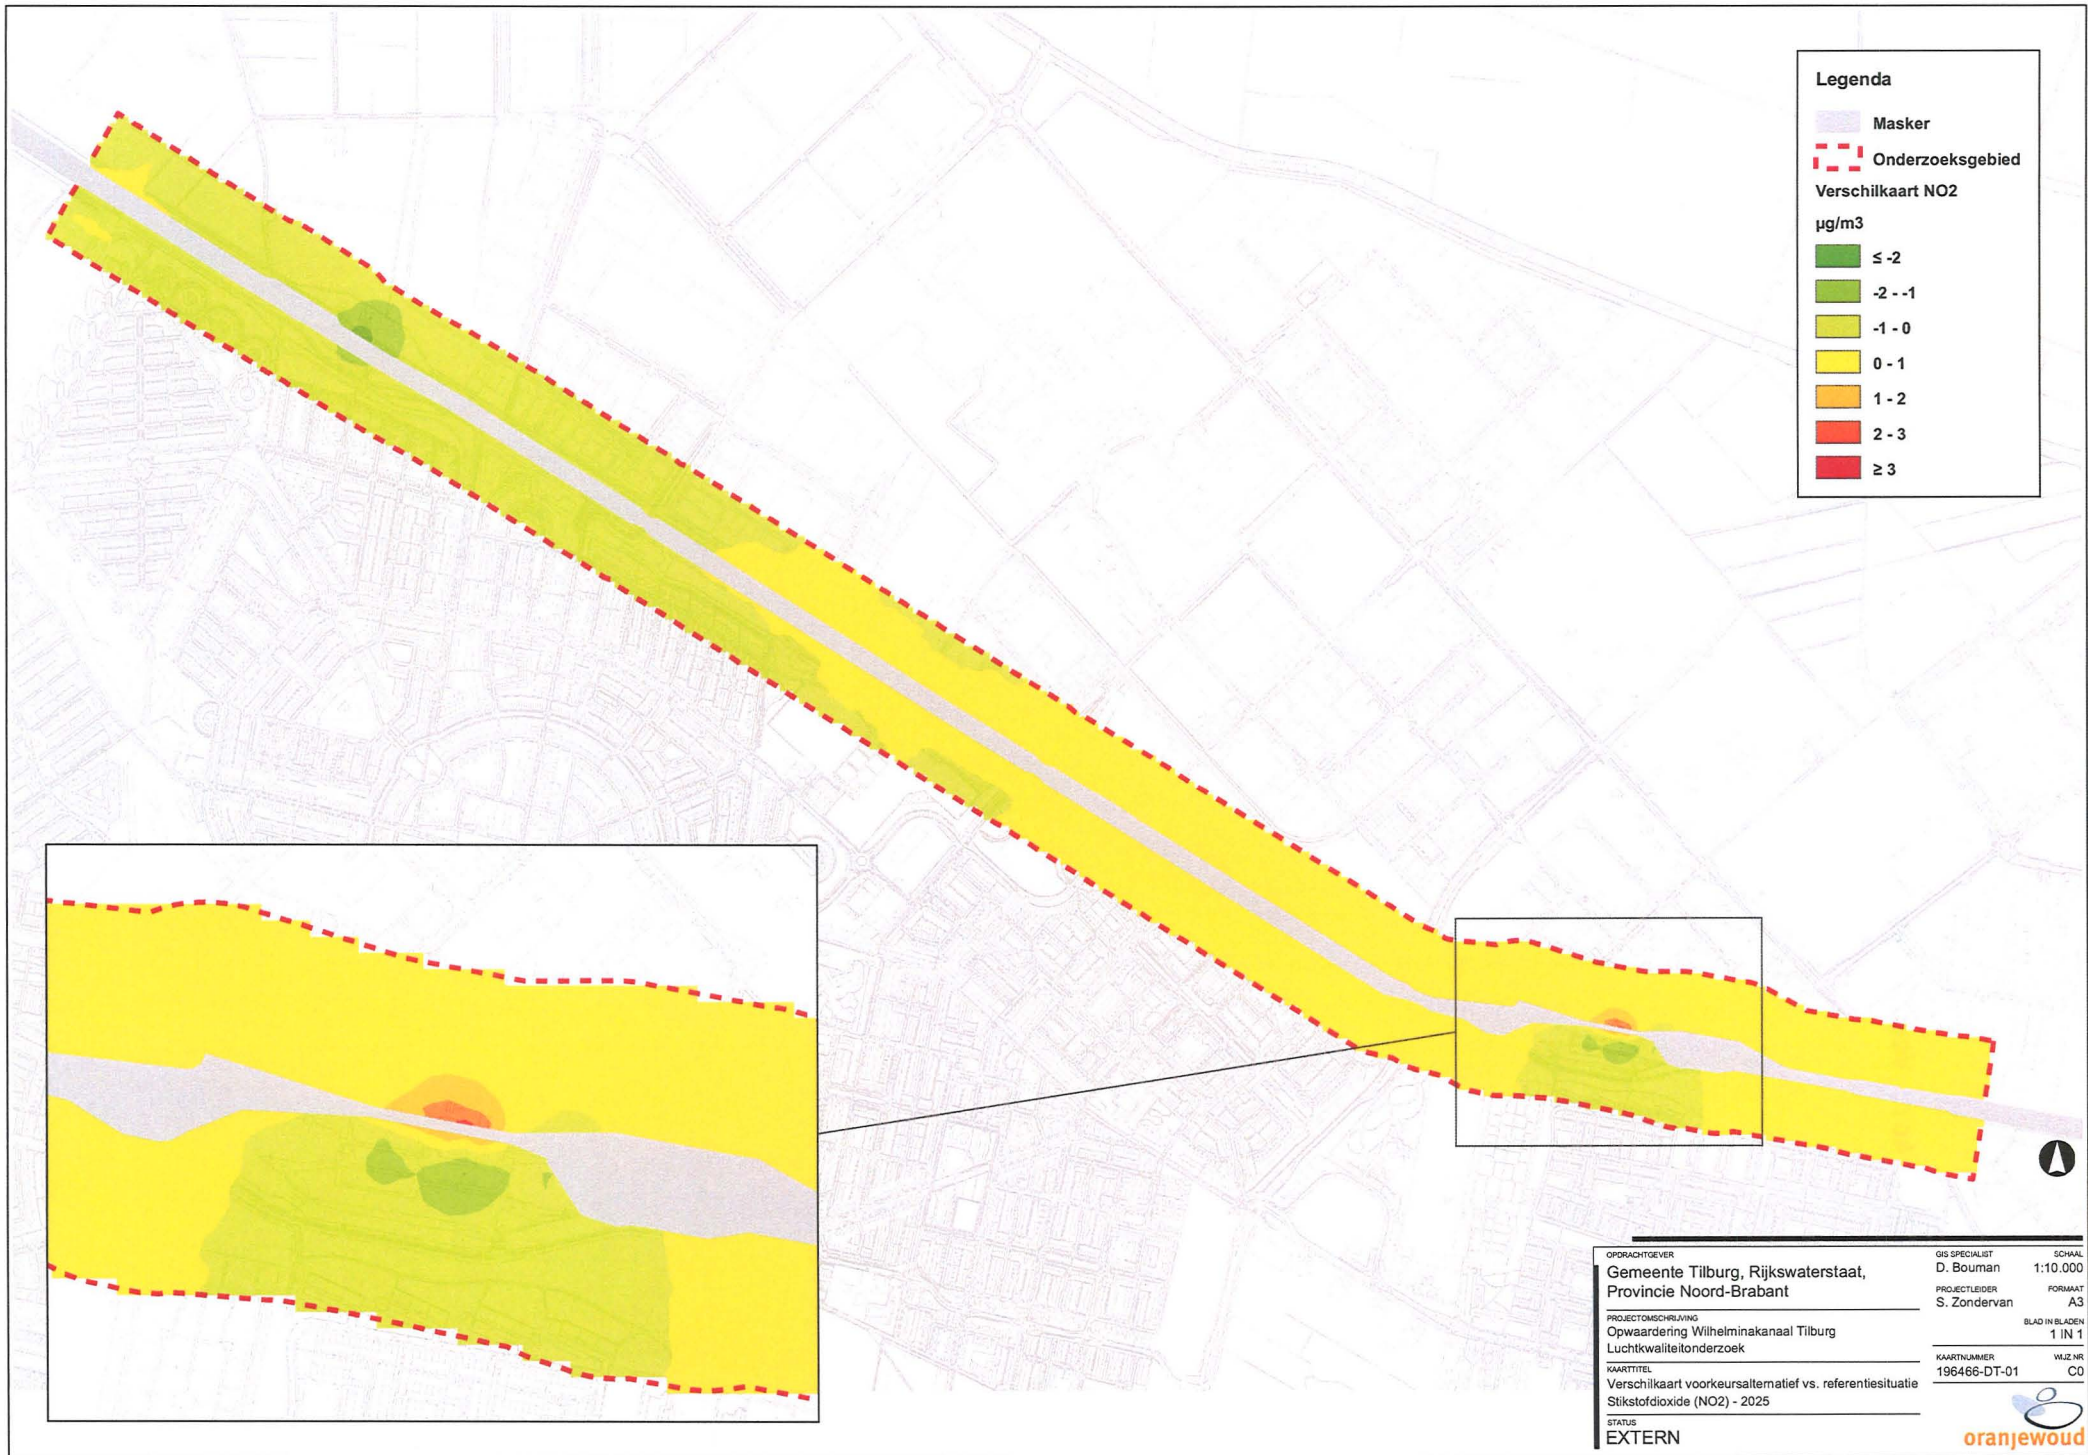 Legenda
Masker
Onderzoeksgebied
Verschilkaart NO2
µg/m3
≤ -2
-2 - -1
-1 - 0
0 - 1
1 - 2
2 - 3
≥ 3
OPDRACHTGEVER
Gemeente Tilburg, Rijkswaterstaat,
Provincie Noord-Brabant
PROJECTOMSCHRIJVING
Opwaardering Wilhelminakanaal Tilburg
Luchtkwaliteitonderzoek
KAARTTITEL
Verschilkaart voorkeursalternatief vs. referentiesituatie
Stikstofdioxide (NO2) - 2025
STATUS
EXTERN
GIS SPECIALIST
D. Bouman
SCHAAL
1:10.000
PROJECTLEIDER
S. Zondervan
FORMAAT
A3
BLAD IN BLADEN
1 IN 1
KAARTNUMMER
196466-DT-01
WIJZ.NR
C0
oranjewoud